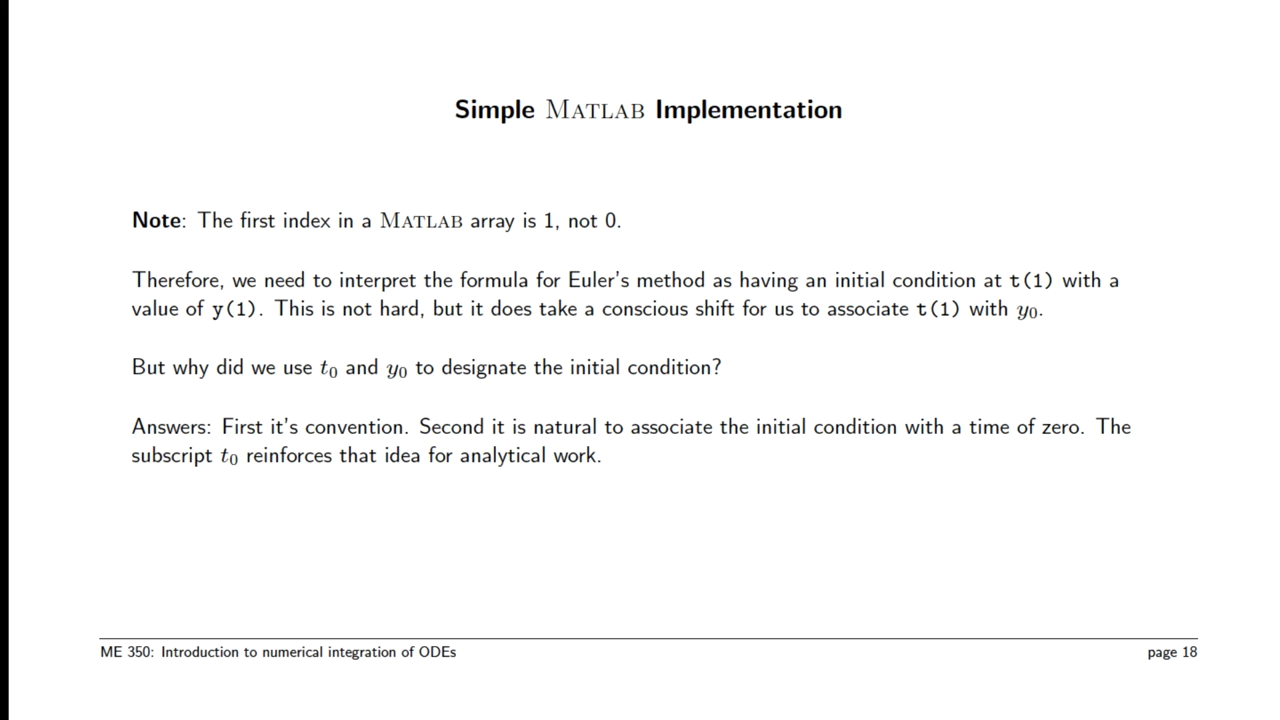 Simple MATLAB Implementation
Note: The first index in a MATLAB array is 1, not 0.
Therefore, we need to interpret the formula for Euler's method as having an initial condition at t(1) with a
value of y(1). This is not hard, but it does take a conscious shift for us to associate t(1) with y₀.
But why did we use t₀ and y₀ to designate the initial condition?
Answers: First it's convention. Second it is natural to associate the initial condition with a time of zero. The
subscript t₀ reinforces that idea for analytical work.
ME 350: Introduction to numerical integration of ODEs
page 18